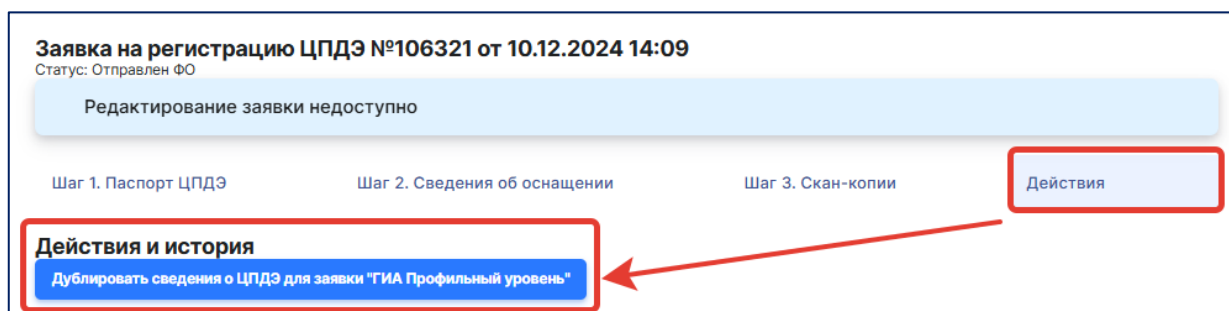 Заявка на регистрацию ЦПДЭ №106321 от 10.12.2024 14:09
Статус: Отправлен ФО
Редактирование заявки недоступно
Шаг 1. Паспорт ЦПДЭ Шаг 2. Сведения об оснащении Шаг 3. Скан-копии Действия
Действия и история
Дублировать сведения о ЦПДЭ для заявки "ГИА Профильный уровень"